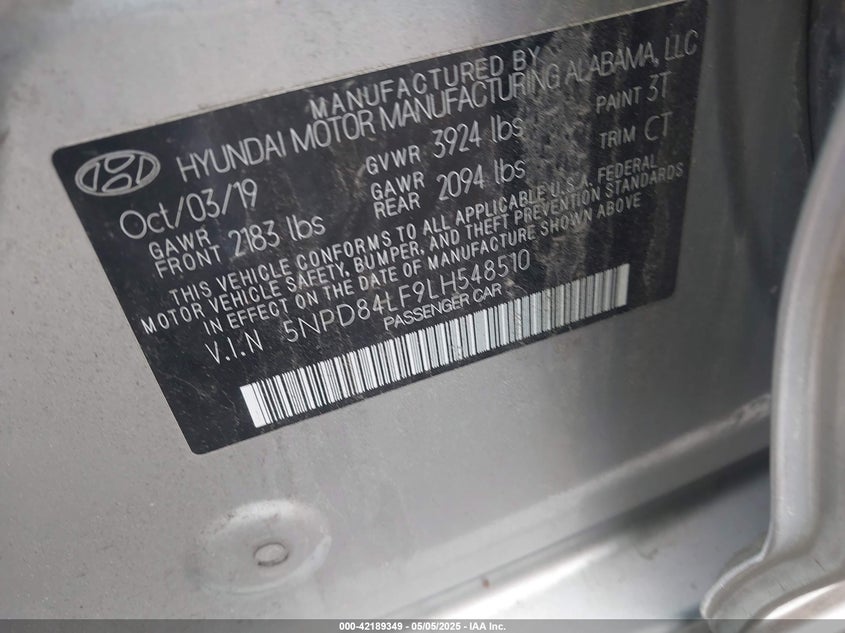 MANUFACTURED BY
HYUNDAI MOTOR MANUFACTURING ALABAMA, LLC
Oct/03/19 GVWR 3924 lbs PAINT 3T
GAWR FRONT 2183 lbs GAWR REAR 2094 lbs TRIM CT
THIS VEHICLE CONFORMS TO ALL APPLICABLE U.S.A. FEDERAL
MOTOR VEHICLE SAFETY, BUMPER, AND THEFT PREVENTION STANDARDS
IN EFFECT ON THE DATE OF MANUFACTURE SHOWN ABOVE
V.I.N 5NPD84LF9LH548510
PASSENGER CAR
000-42189349 - 05/05/2025 - IAA Inc.